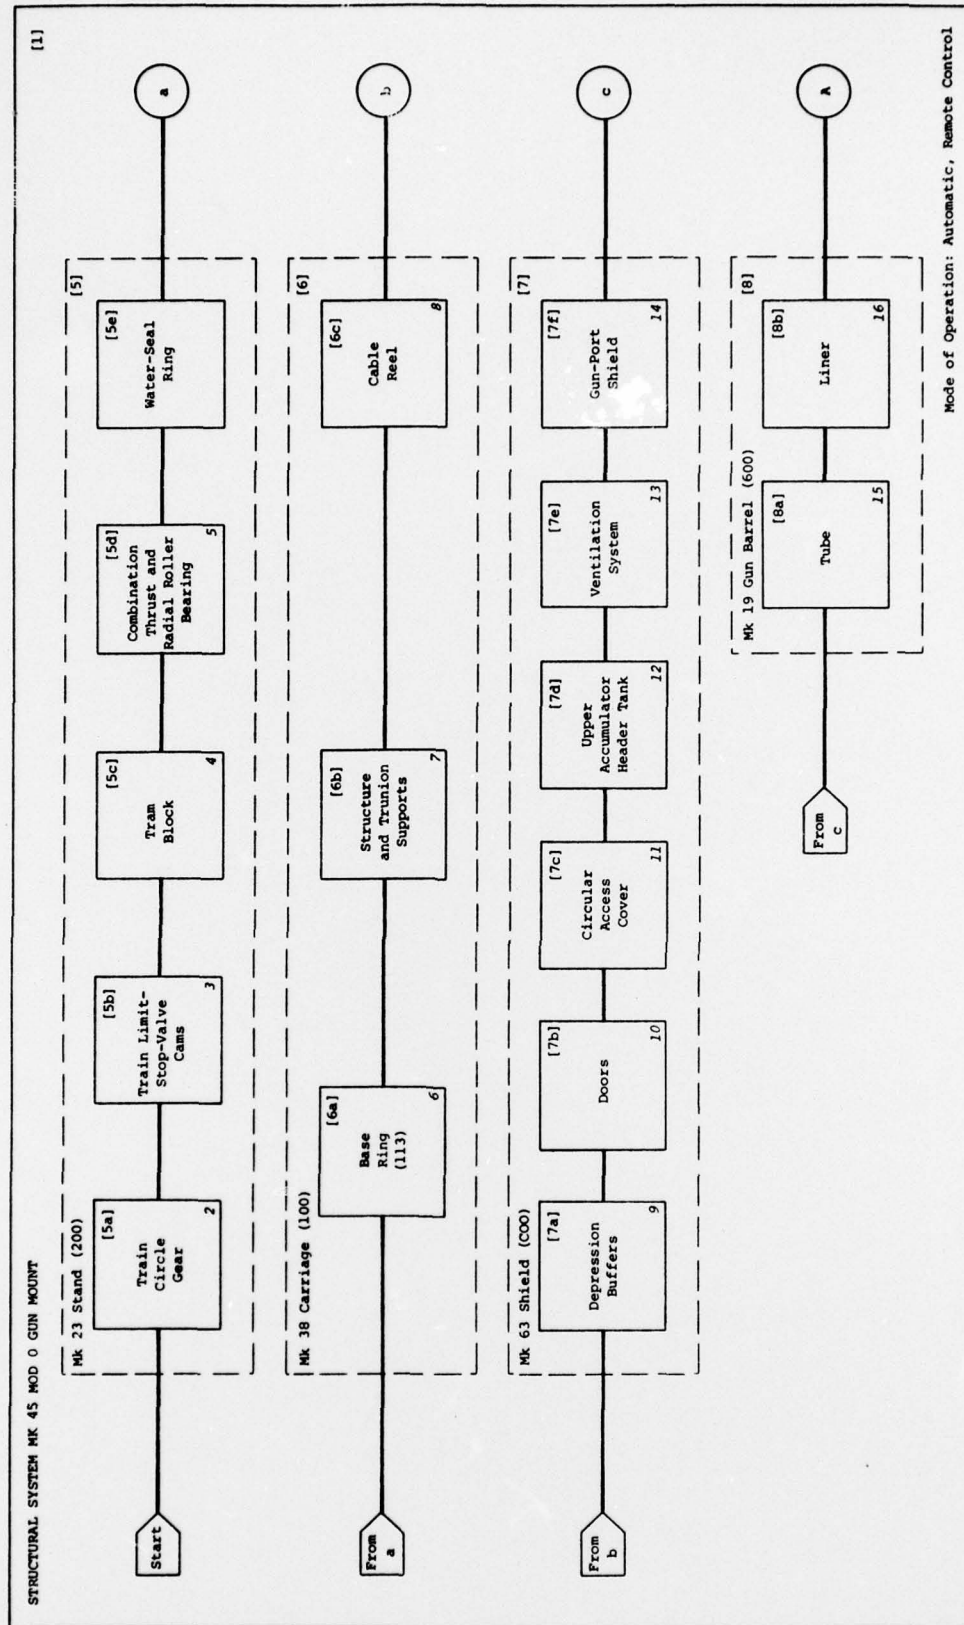 STRUCTURAL SYSTEM MK 45 MOD 0 GUN MOUNT
[1]
Mk 23 Stand (200)
[5]
Start
[5a]
Train
Circle
Gear
2
[5b]
Train Limit-
Stop-Valve
Cams
3
[5c]
Tram
Block
4
[5d]
Combination
Thrust and
Radial Roller
Bearing
5
[5e]
Water-Seal
Ring
a
Mk 38 Carriage (100)
[6]
From
a
[6a]
Base
Ring
(113)
6
[6b]
Structure
and Trunion
Supports
7
[6c]
Cable
Reel
8
b
Mk 63 Shield (C00)
[7]
From
b
[7a]
Depression
Buffers
9
[7b]
Doors
10
[7c]
Circular
Access
Cover
11
[7d]
Upper
Accumulator
Header Tank
12
[7e]
Ventilation
System
13
[7f]
Gun-Port
Shield
14
c
Mk 19 Gun Barrel (600)
[8]
From
c
[8a]
Tube
15
[8b]
Liner
16
A
Mode of Operation: Automatic, Remote Control